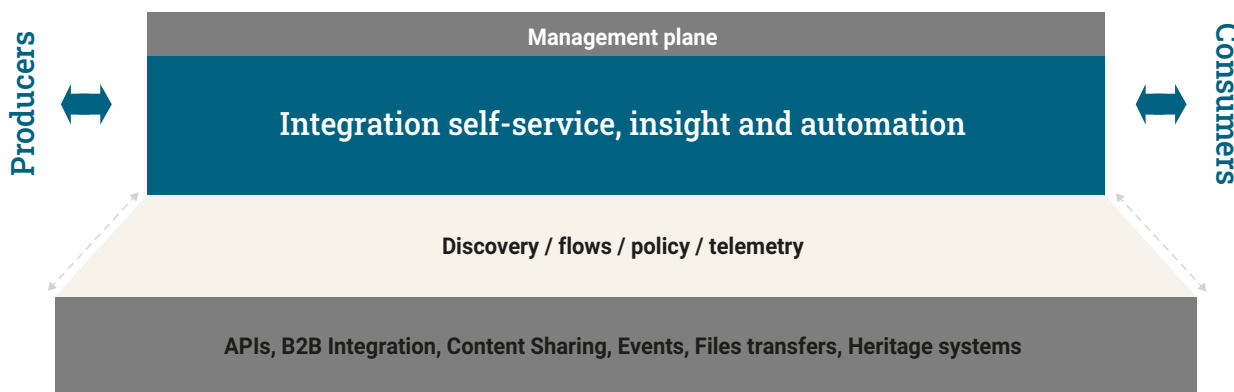 Management plane
Producers
Consumers
Integration self-service, insight and automation
Discovery / flows / policy / telemetry
APIs, B2B Integration, Content Sharing, Events, Files transfers, Heritage systems